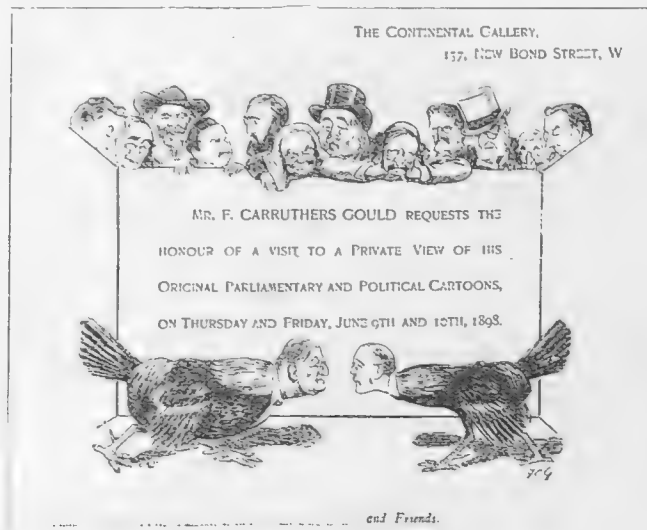 THE CONTINENTAL GALLERY,
157, NEW BOND STREET, W
MR. F. CARRUTHERS GOULD REQUESTS THE
HONOUR OF A VISIT TO A PRIVATE VIEW OF HIS
ORIGINAL PARLIAMENTARY AND POLITICAL CARTOONS,
ON THURSDAY AND FRIDAY, JUNE 9TH AND 10TH, 1898.
FCG
and Friends.